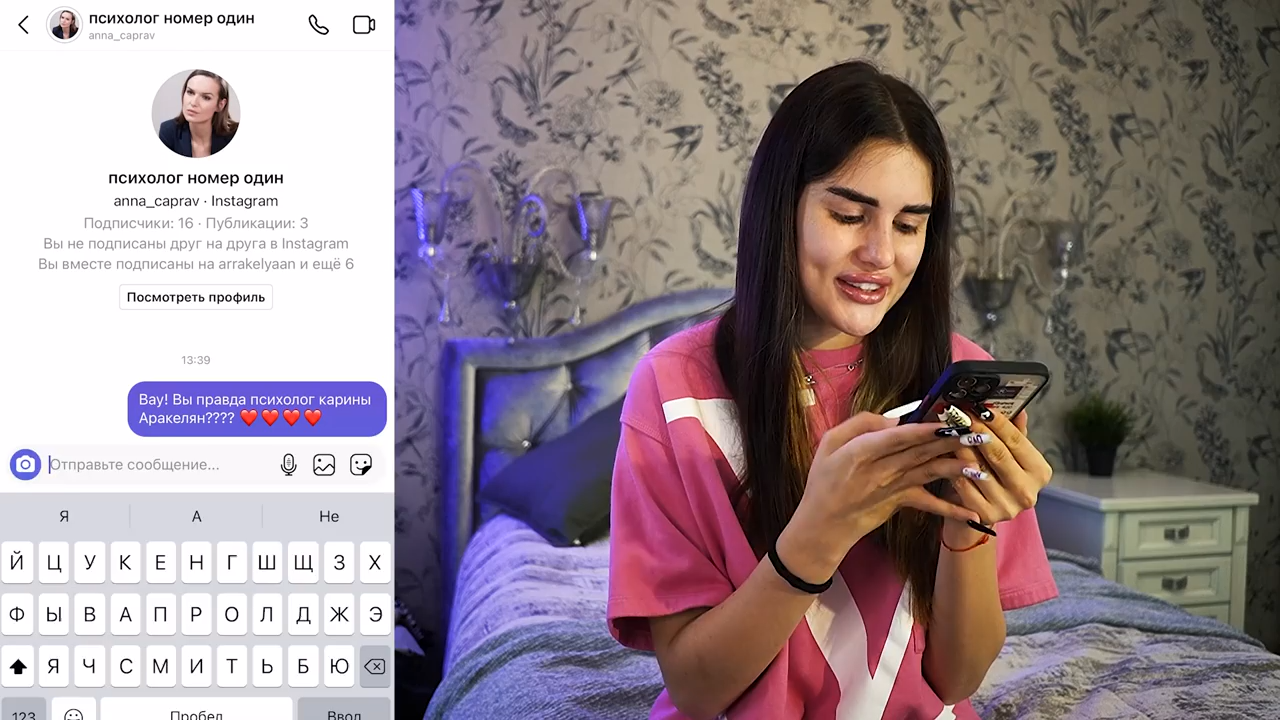 психолог номер один
anna_caprav
психолог номер один
anna_caprav · Instagram
Подписчики: 16 · Публикации: 3
Вы не подписаны друг на друга в Instagram
Вы вместе подписаны на arrakelyaan и ещё 6
Посмотреть профиль
13:39
Вау! Вы правда психолог карины
Аракелян???? ❤️❤️❤️❤️
Отправьте сообщение...
Я А Не
Й Ц У К Е Н Г Ш Щ З Х
Ф Ы В А П Р О Л Д Ж Э
Я Ч С М И Т Ь Б Ю
123 Пробел Ввод